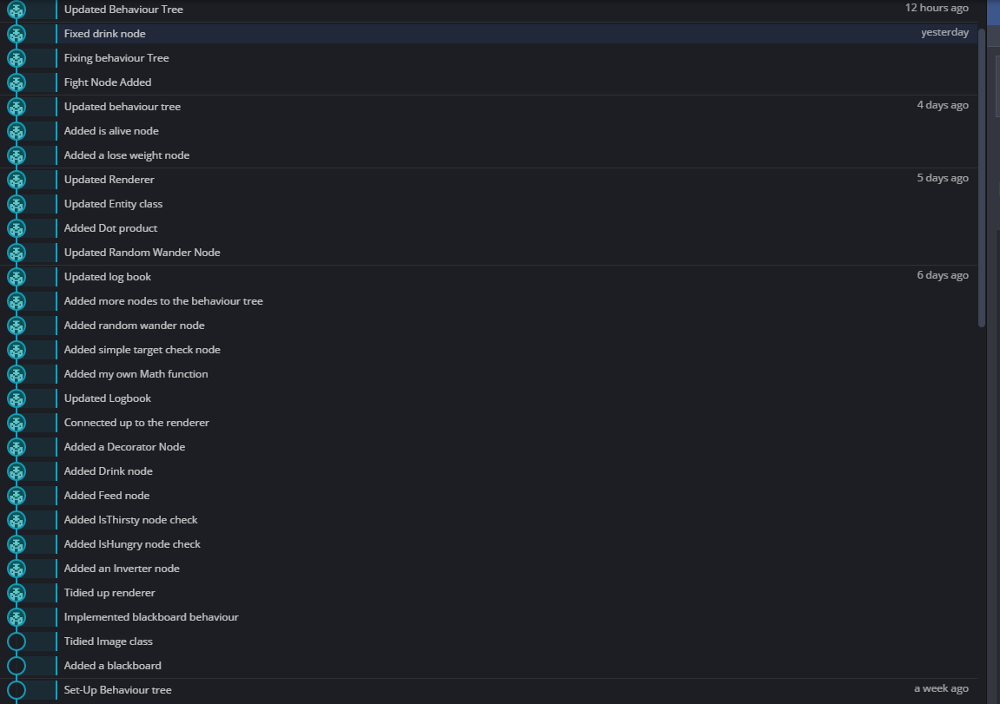 Updated Behaviour Tree 12 hours ago
Fixed drink node yesterday
Fixing behaviour Tree
Fight Node Added
Updated behaviour tree 4 days ago
Added is alive node
Added a lose weight node
Updated Renderer 5 days ago
Updated Entity class
Added Dot product
Updated Random Wander Node
Updated log book 6 days ago
Added more nodes to the behaviour tree
Added random wander node
Added simple target check node
Added my own Math function
Updated Logbook
Connected up to the renderer
Added a Decorator Node
Added Drink node
Added Feed node
Added IsThirsty node check
Added IsHungry node check
Added an Inverter node
Tidied up renderer
Implemented blackboard behaviour
Tidied Image class
Added a blackboard
Set-Up Behaviour tree a week ago